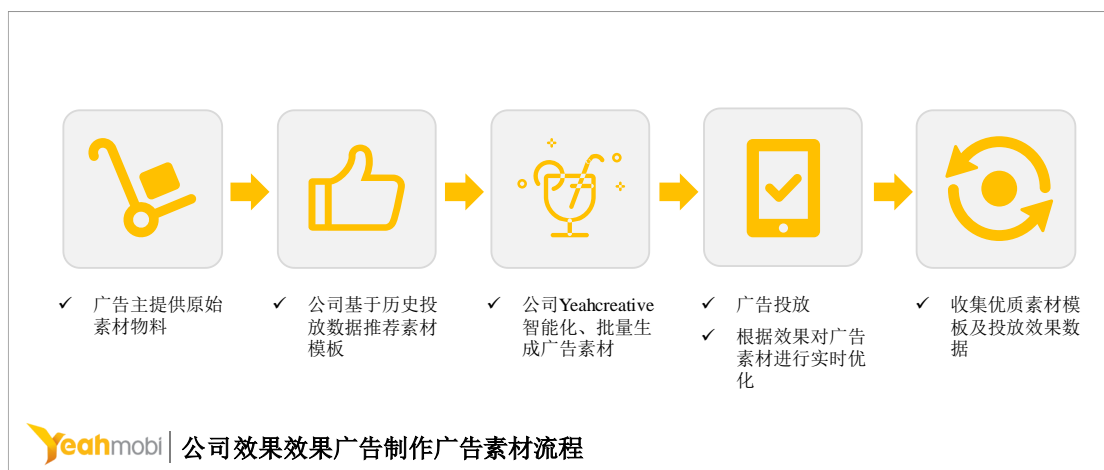 ✓ 广告主提供原始
素材物料
✓ 公司基于历史投
放数据推荐素材
模板
✓ 公司Yeahcreative
智能化、批量生
成广告素材
✓ 广告投放
✓ 根据效果对广告
素材进行实时优
化
✓ 收集优质素材模
板及投放效果数
据
Yeahmobi 公司效果效果广告制作广告素材流程